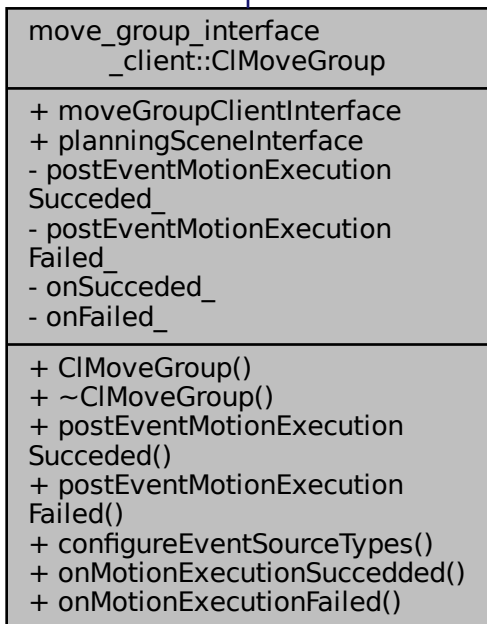 move_group_interface
_client::ClMoveGroup
+ moveGroupClientInterface
+ planningSceneInterface
- postEventMotionExecution
Succeded_
- postEventMotionExecution
Failed_
- onSucceded_
- onFailed_
+ ClMoveGroup()
+ ~ClMoveGroup()
+ postEventMotionExecution
Succeded()
+ postEventMotionExecution
Failed()
+ configureEventSourceTypes()
+ onMotionExecutionSuccedded()
+ onMotionExecutionFailed()